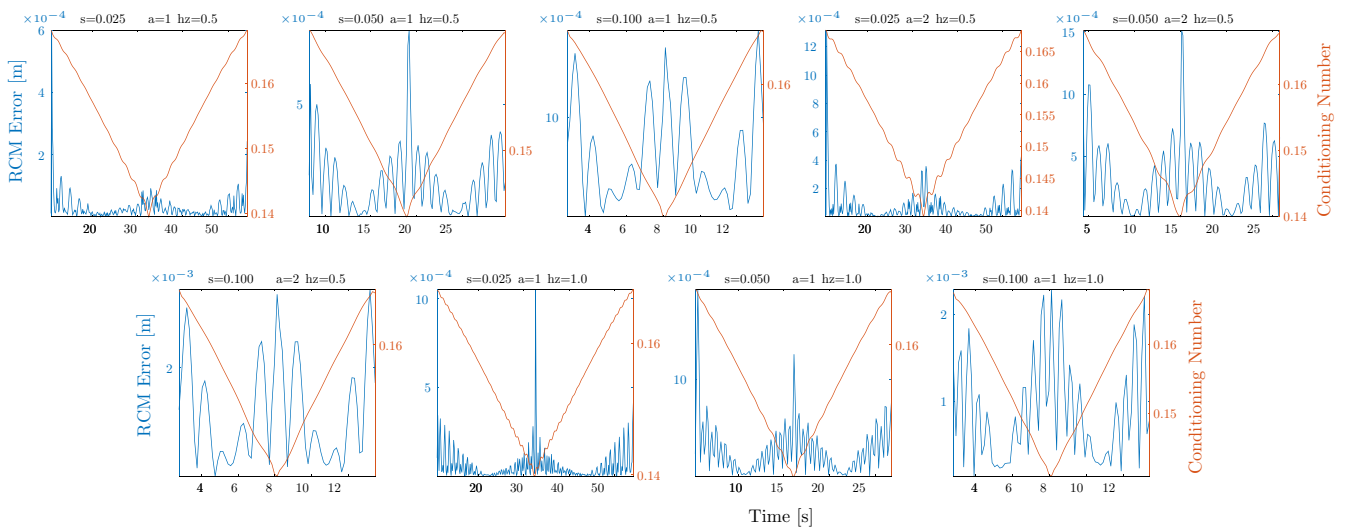 ×10⁻⁴ s=0.025 a=1 hz=0.5
×10⁻⁴ s=0.050 a=1 hz=0.5
×10⁻⁴ s=0.100 a=1 hz=0.5
×10⁻⁴ s=0.025 a=2 hz=0.5
×10⁻⁴ s=0.050 a=2 hz=0.5
RCM Error [m]
6
4
2
0.16
0.15
0.14
20 30 40 50
5
0.15
10 15 20 25
10
0.16
4 6 8 10 12
12
10
8
6
4
2
0.165
0.16
0.155
0.15
0.145
0.14
20 30 40 50
15
10
5
0.16
0.15
0.14
5 10 15 20 25
Conditioning Number
×10⁻³ s=0.100 a=2 hz=0.5
×10⁻⁴ s=0.025 a=1 hz=1.0
×10⁻⁴ s=0.050 a=1 hz=1.0
×10⁻³ s=0.100 a=1 hz=1.0
RCM Error [m]
2
0.16
4 6 8 10 12
10
5
0.16
0.14
20 30 40 50
10
0.16
10 15 20 25
2
1
0.16
0.15
4 6 8 10 12
Conditioning Number
Time [s]